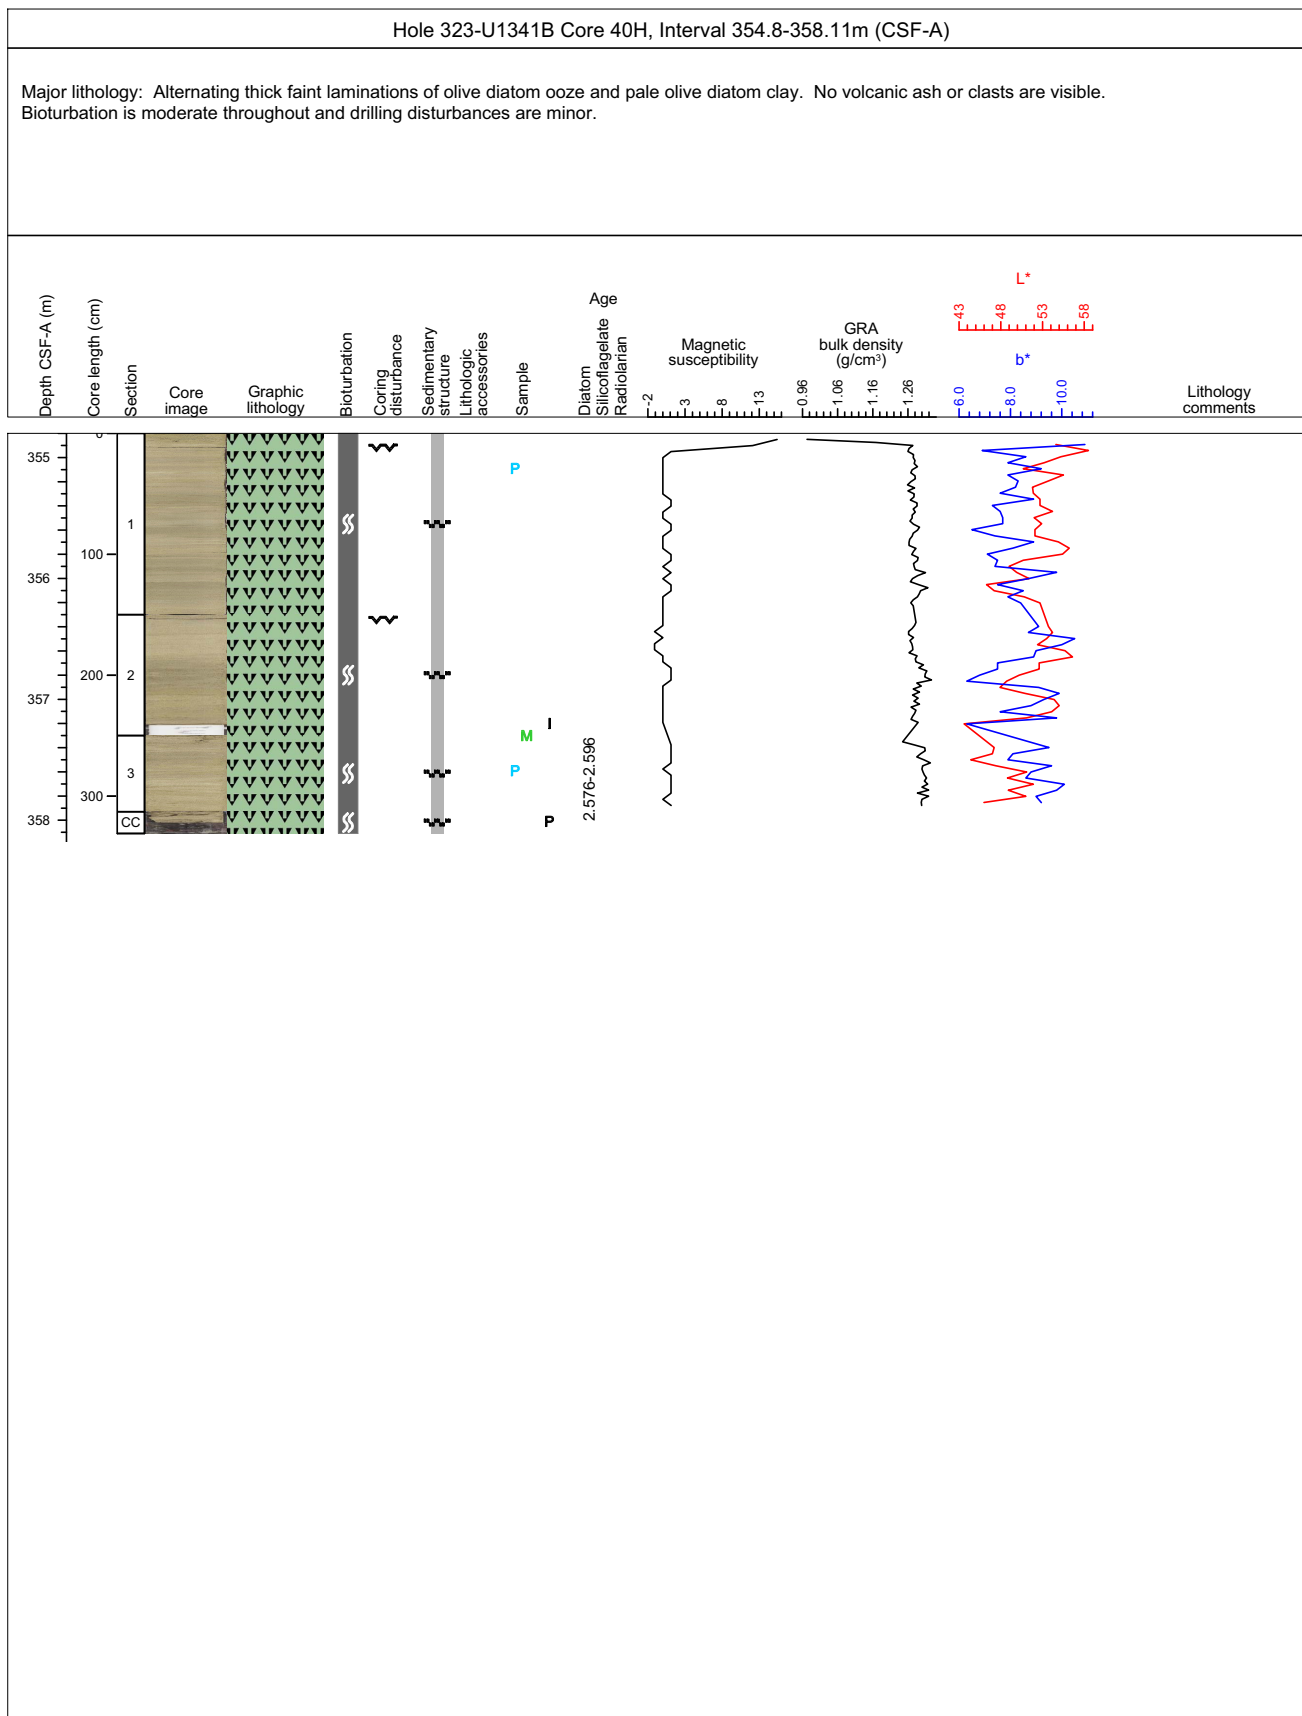 Hole 323-U1341B Core 40H, Interval 354.8-358.11m (CSF-A)
Major lithology: Alternating thick faint laminations of olive diatom ooze and pale olive diatom clay. No volcanic ash or clasts are visible.
Bioturbation is moderate throughout and drilling disturbances are minor.
Depth CSF-A (m)
Core length (cm)
Section
Core
image
Graphic
lithology
Bioturbation
Coring
disturbance
Sedimentary
structure
Lithologic
accessories
Sample
Age
Diatom
Silicoflagelate
Radiolarian
Magnetic
susceptibility
-2 3 8 13
GRA
bulk density
(g/cm³)
0.96 1.06 1.16 1.26
L*
43 48 53 58
b*
6.0 8.0 10.0
Lithology
comments
0
355
P
1
100
356
200
2
357
I
M
3
P
2.576-2.596
300
358
CC
P